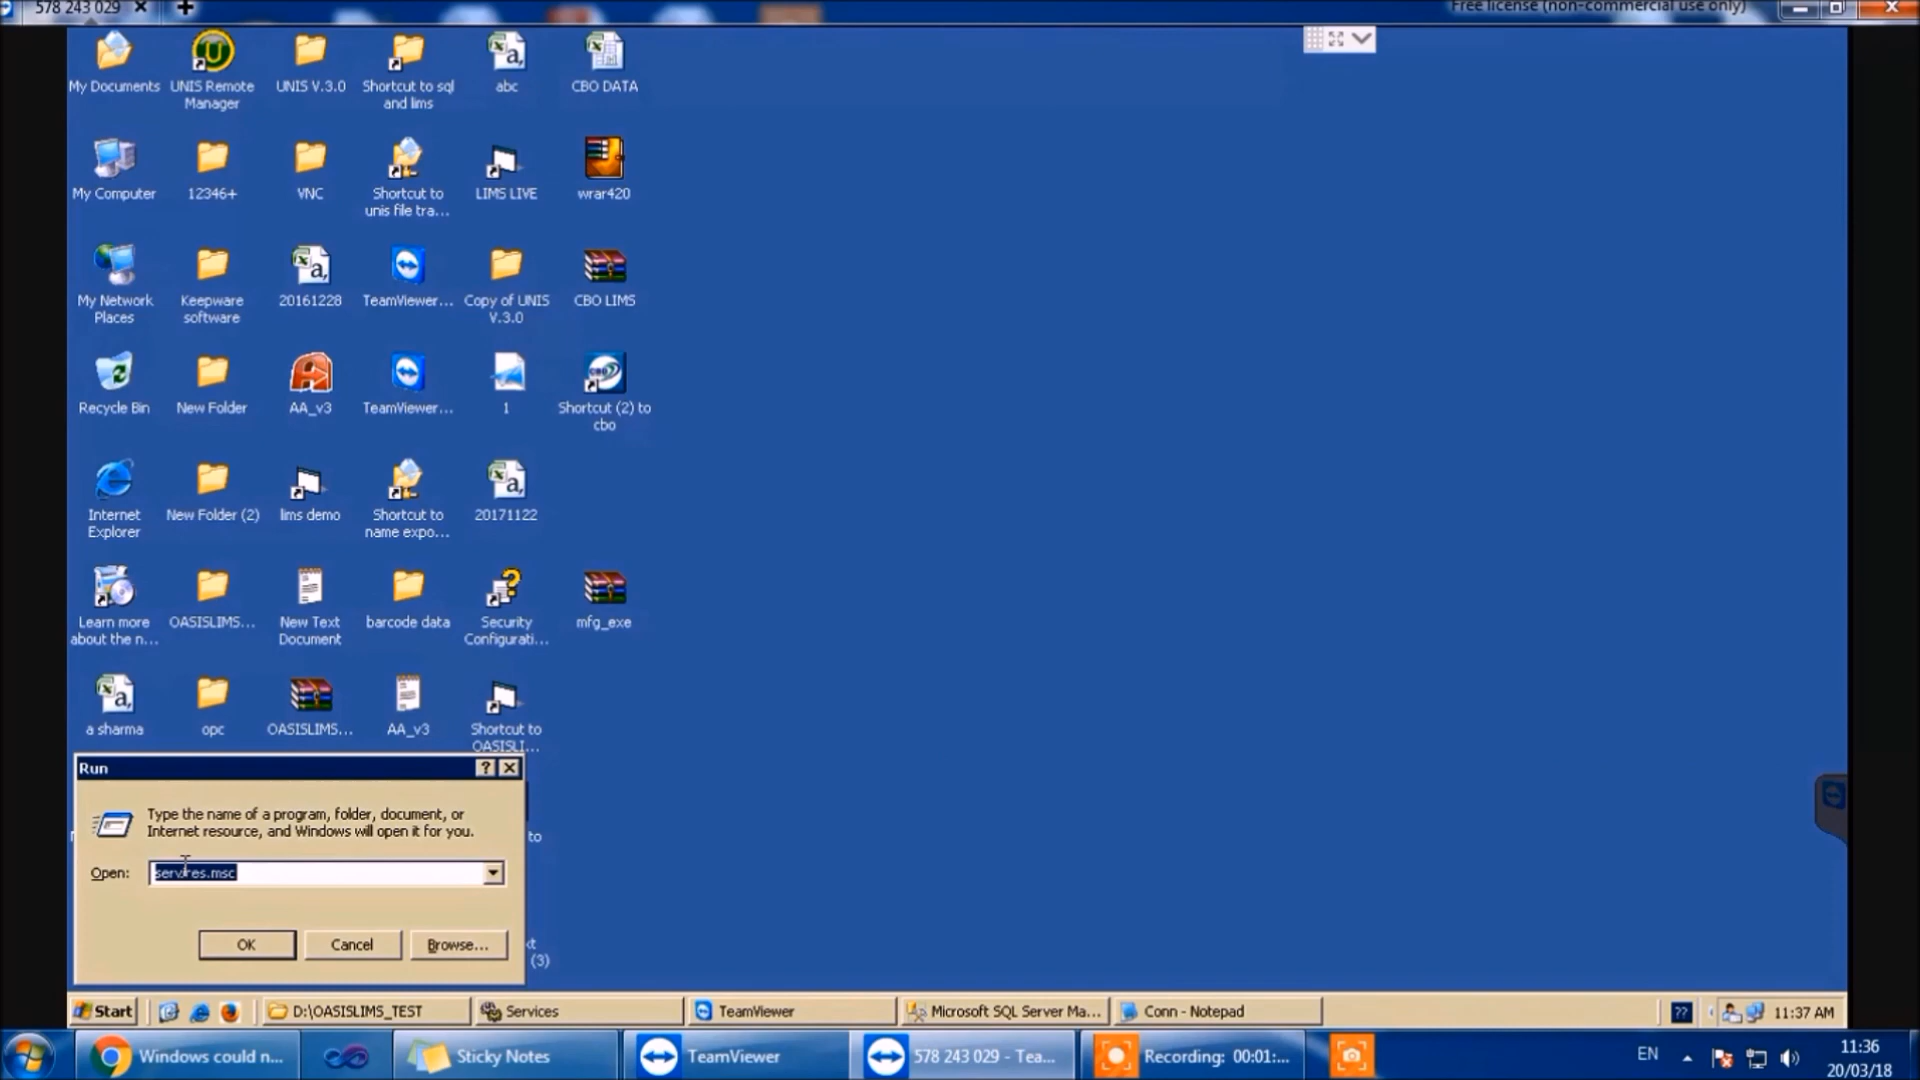 578 243 029
Free license (non-commercial use only)
My Documents
UNIS Remote
Manager
UNIS V.3.0
Shortcut to sql
and lims
abc
CBO DATA
My Computer
12346+
VNC
Shortcut to
unis file tra...
LIMS LIVE
wrar420
My Network
Places
Keepware
software
20161228
TeamViewer...
Copy of UNIS
V.3.0
CBO LIMS
Recycle Bin
New Folder
AA_v3
TeamViewer...
1
Shortcut (2) to
cbo
Internet
Explorer
New Folder (2)
lims demo
Shortcut to
name expo...
20171122
Learn more
about the n...
OASISLIMS...
New Text
Document
barcode data
Security
Configurati...
mfg_exe
a sharma
opc
OASISLIMS...
AA_v3
Shortcut to
OASISLI...
Run
Type the name of a program, folder, document, or
Internet resource, and Windows will open it for you.
Open:
services.msc
OK
Cancel
Browse...
to
(3)
Start
D:\OASISLIMS_TEST
Services
TeamViewer
Microsoft SQL Server Ma...
Conn - Notepad
??
11:37 AM
Windows could n...
Sticky Notes
TeamViewer
578 243 029 - Tea...
Recording: 00:01:...
EN
11:36
20/03/18